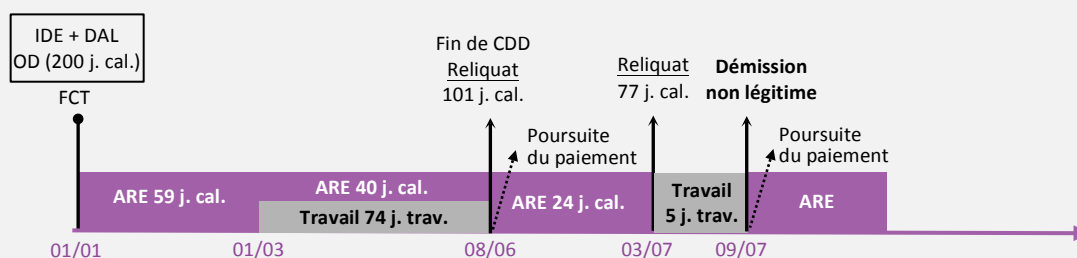 IDE + DAL
OD (200 j. cal.)
FCT
Fin de CDD
Reliquat
101 j. cal.
Poursuite
du paiement
Reliquat
77 j. cal.
Démission
non légitime
Poursuite
du paiement
ARE 59 j. cal.
ARE 40 j. cal.
Travail 74 j. trav.
ARE 24 j. cal.
Travail
5 j. trav.
ARE
01/01
01/03
08/06
03/07
09/07